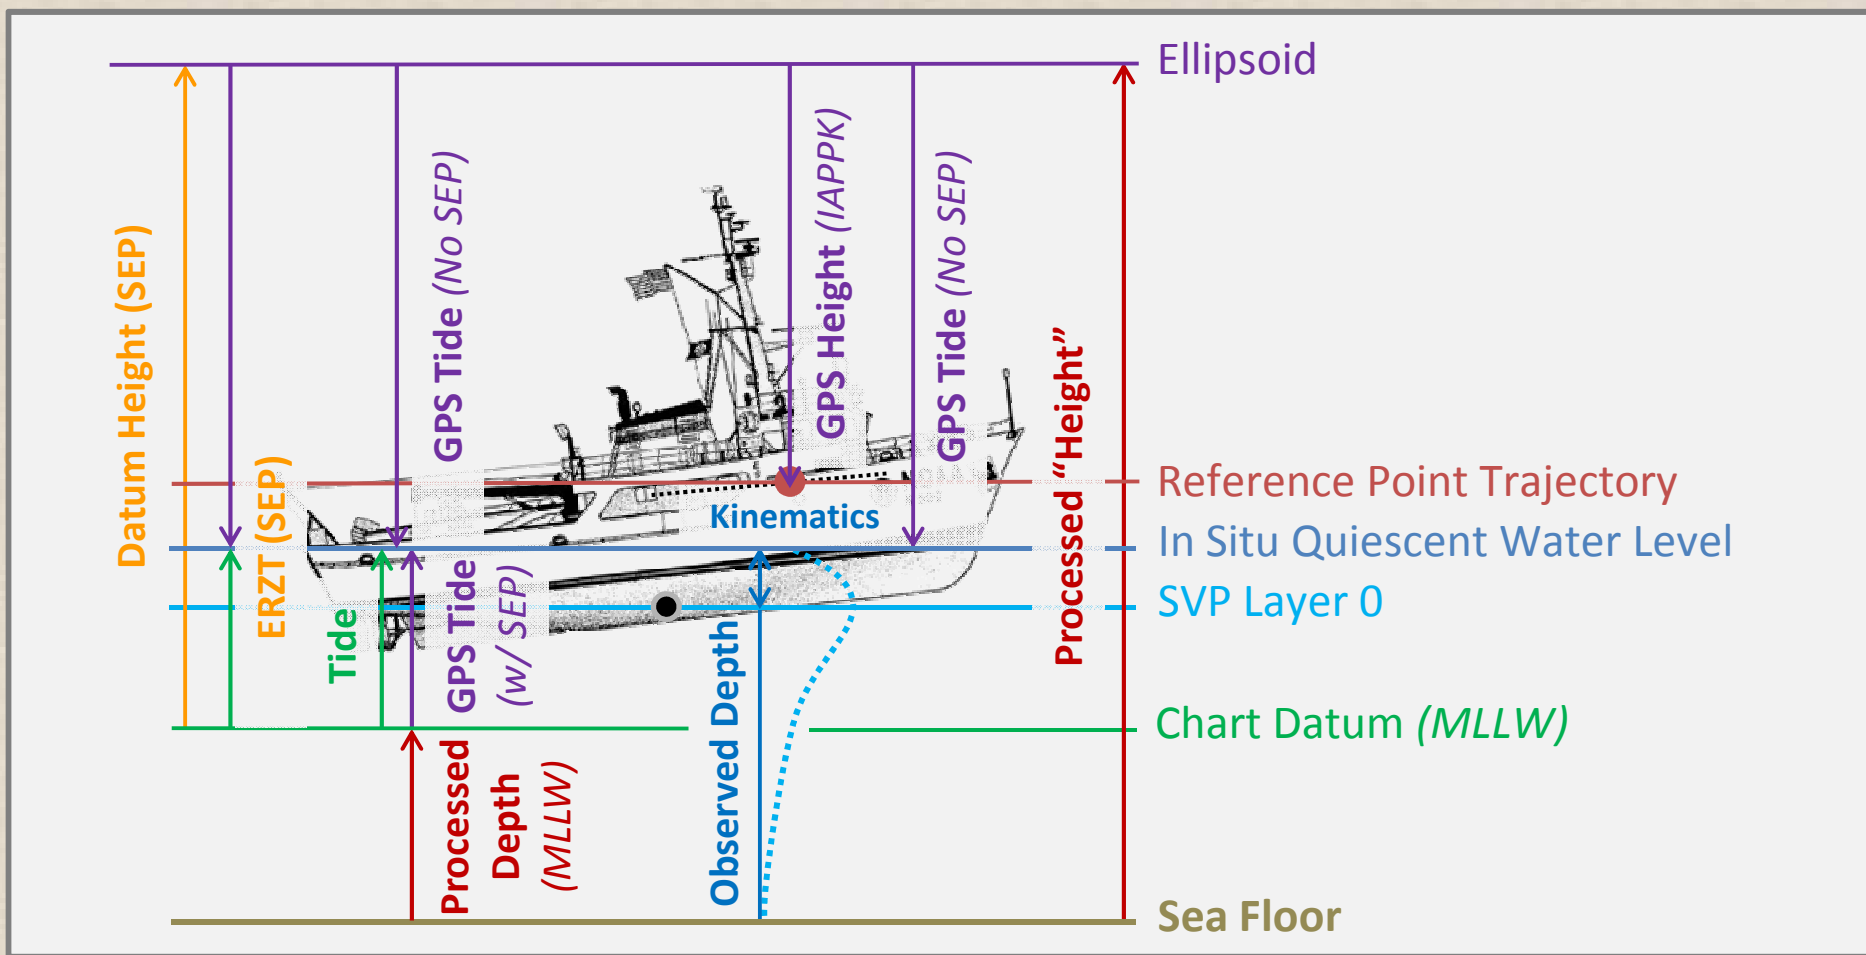 Ellipsoid
Datum Height (SEP)
ERZT (SEP)
Tide
GPS Tide (No SEP)
GPS Tide
(w/ SEP)
Processed
Depth
(MLLW)
GPS Height (IAPPK)
GPS Tide (No SEP)
Kinematics
Observed Depth
Processed “Height”
Reference Point Trajectory
In Situ Quiescent Water Level
SVP Layer 0
Chart Datum (MLLW)
Sea Floor